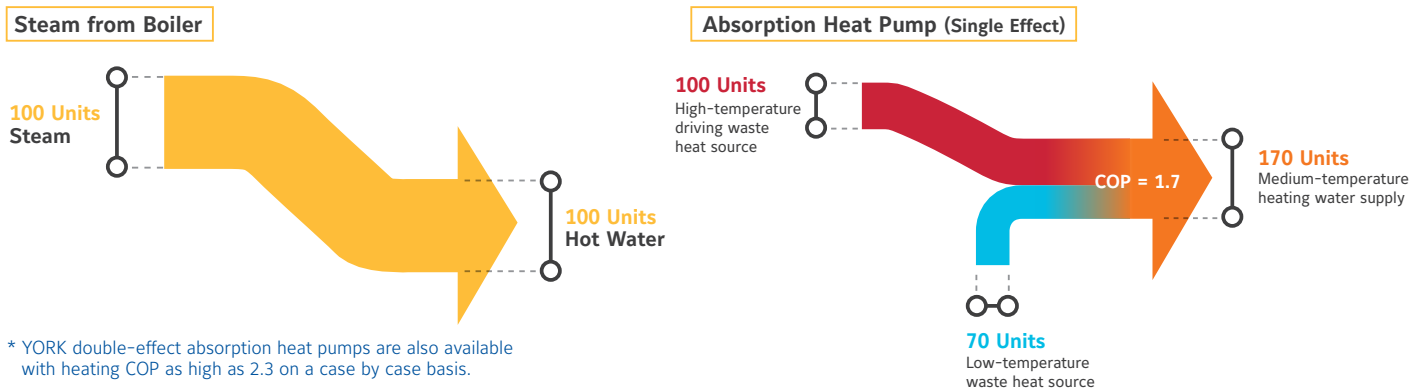 Steam from Boiler
100 Units
Steam
100 Units
Hot Water
* YORK double-effect absorption heat pumps are also available
with heating COP as high as 2.3 on a case by case basis.
Absorption Heat Pump (Single Effect)
100 Units
High-temperature
driving waste
heat source
COP = 1.7
170 Units
Medium-temperature
heating water supply
70 Units
Low-temperature
waste heat source